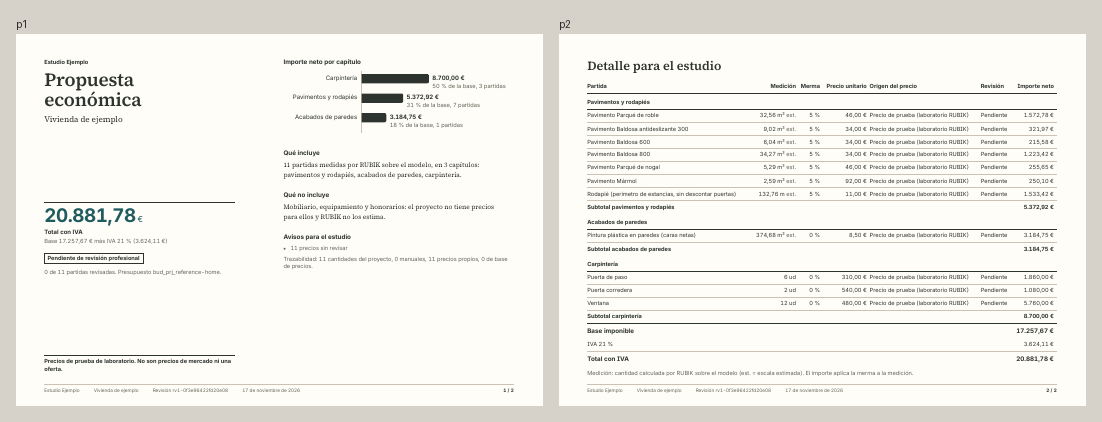 p1
Estudio Ejemplo
Propuesta
económica
Vivienda de ejemplo
20.881,78 €
Total con IVA
Base 17.257,67 € más IVA 21 % (3.624,11 €)
Pendiente de revisión profesional
0 de 11 partidas revisadas. Presupuesto bud_prj_reference-home.
Precios de prueba de laboratorio. No son precios de mercado ni una
oferta.
Importe neto por capítulo
Carpintería 8.700,00 €
50 % de la base, 3 partidas
Pavimentos y rodapiés 5.372,92 €
31 % de la base, 7 partidas
Acabados de paredes 3.184,75 €
18 % de la base, 1 partidas
Qué incluye
11 partidas medidas por RUBIK sobre el modelo, en 3 capítulos:
pavimentos y rodapiés, acabados de paredes, carpintería.
Qué no incluye
Mobiliario, equipamiento y honorarios: el proyecto no tiene precios
para ellos y RUBIK no los estima.
Avisos para el estudio
• 11 precios sin revisar
Trazabilidad: 11 cantidades del proyecto, 0 manuales, 11 precios propios, 0 de base
de precios.
Estudio Ejemplo Vivienda de ejemplo 17 de noviembre de 2026 1 / 2
p2
Detalle para el estudio
Partida Medición Merma Precio unitario Origen del precio Revisión Importe neto
Pavimentos y rodapiés
Pavimento Parqué de roble 32,56 m² est. 5 % 46,00 € Precio de prueba (laboratorio RUBIK) Pendiente 1.572,78 €
Pavimento Baldosa antideslizante 300 9,02 m² est. 5 % 34,00 € Precio de prueba (laboratorio RUBIK) Pendiente 321,97 €
Pavimento Baldosa 600 6,04 m² est. 5 % 34,00 € Precio de prueba (laboratorio RUBIK) Pendiente 215,58 €
Pavimento Baldosa 800 34,27 m² est. 5 % 34,00 € Precio de prueba (laboratorio RUBIK) Pendiente 1.223,42 €
Pavimento Parqué de nogal 5,29 m² est. 5 % 46,00 € Precio de prueba (laboratorio RUBIK) Pendiente 255,65 €
Pavimento Mármol 2,59 m² est. 5 % 92,00 € Precio de prueba (laboratorio RUBIK) Pendiente 250,10 €
Rodapié (perímetro de estancias, sin descontar puertas) 132,76 m est. 5 % 11,00 € Precio de prueba (laboratorio RUBIK) Pendiente 1.533,42 €
Subtotal pavimentos y rodapiés 5.372,92 €
Acabados de paredes
Pintura plástica en paredes (caras netas) 374,68 m² est. 0 % 8,50 € Precio de prueba (laboratorio RUBIK) Pendiente 3.184,75 €
Subtotal acabados de paredes 3.184,75 €
Carpintería
Puerta de paso 6 ud 0 % 310,00 € Precio de prueba (laboratorio RUBIK) Pendiente 1.860,00 €
Puerta corredera 2 ud 0 % 540,00 € Precio de prueba (laboratorio RUBIK) Pendiente 1.080,00 €
Ventana 12 ud 0 % 480,00 € Precio de prueba (laboratorio RUBIK) Pendiente 5.760,00 €
Subtotal carpintería 8.700,00 €
Base imponible 17.257,67 €
IVA 21 % 3.624,11 €
Total con IVA 20.881,78 €
Medición: cantidad calculada por RUBIK sobre el modelo (est. = escala estimada). El importe aplica la merma a la medición.
Estudio Ejemplo Vivienda de ejemplo 17 de noviembre de 2026 2 / 2